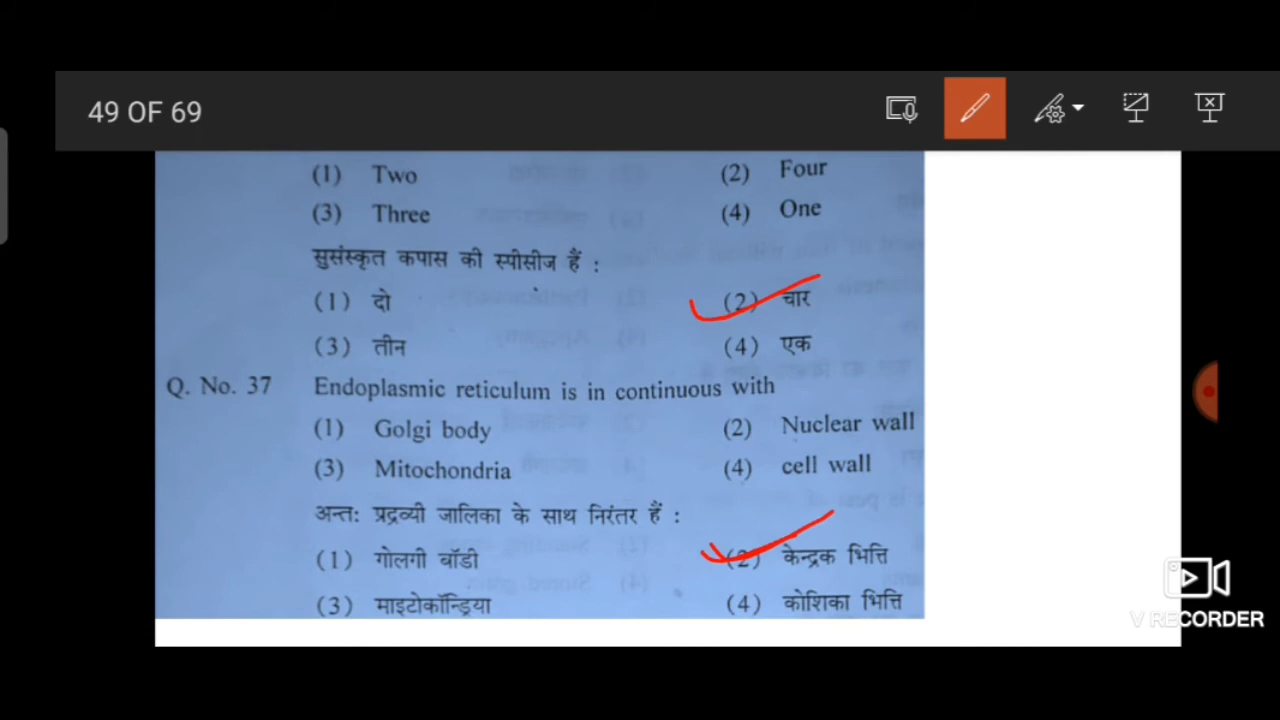 49 OF 69
(1) Two (2) Four
(3) Three (4) One
सुसंस्कृत कपास की स्पीसीज हैं :
(1) दो (2) चार
(3) तीन (4) एक
Q. No. 37 Endoplasmic reticulum is in continuous with
(1) Golgi body (2) Nuclear wall
(3) Mitochondria (4) cell wall
अन्तः प्रद्रव्यी जालिका के साथ निरंतर हैं :
(1) गोलगी बॉडी (2) केन्द्रक भित्ति
(3) माइटोकॉन्ड्रिया (4) कोशिका भित्ति
V RECORDER